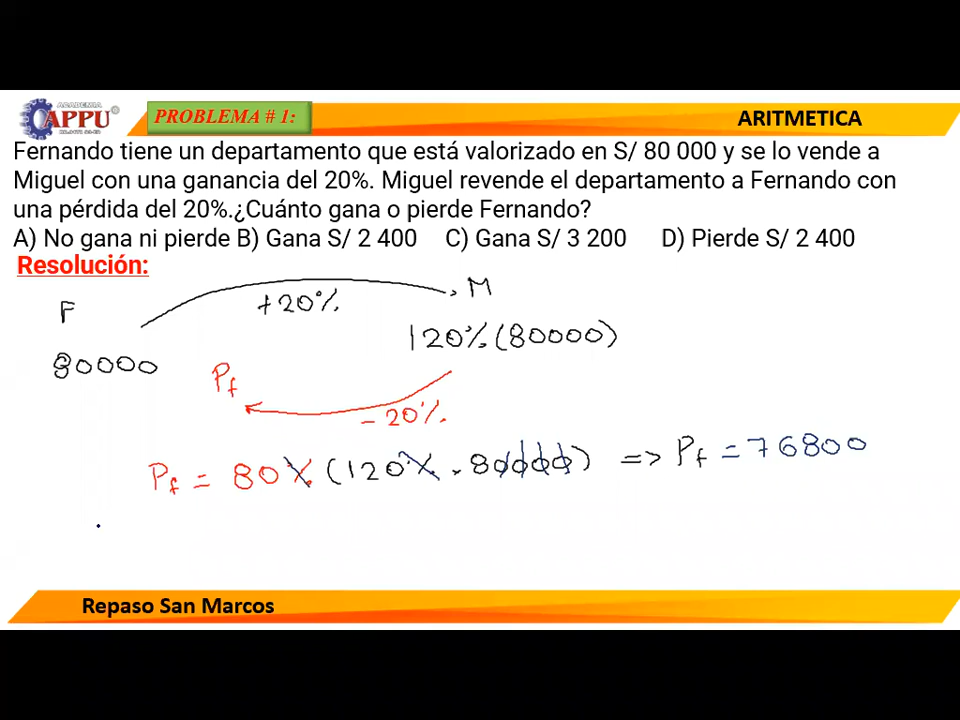 ACADEMIA
APPU
PROBLEMA # 1:
ARITMETICA
Fernando tiene un departamento que está valorizado en S/ 80 000 y se lo vende a
Miguel con una ganancia del 20%. Miguel revende el departamento a Fernando con
una pérdida del 20%.¿Cuánto gana o pierde Fernando?
A) No gana ni pierde B) Gana S/ 2 400 C) Gana S/ 3 200 D) Pierde S/ 2 400
Resolución:
F
+20%
M
120%(80000)
80000
Pf
-20%
Pf = 80% (120% . 80000) => Pf = 76800
Repaso San Marcos